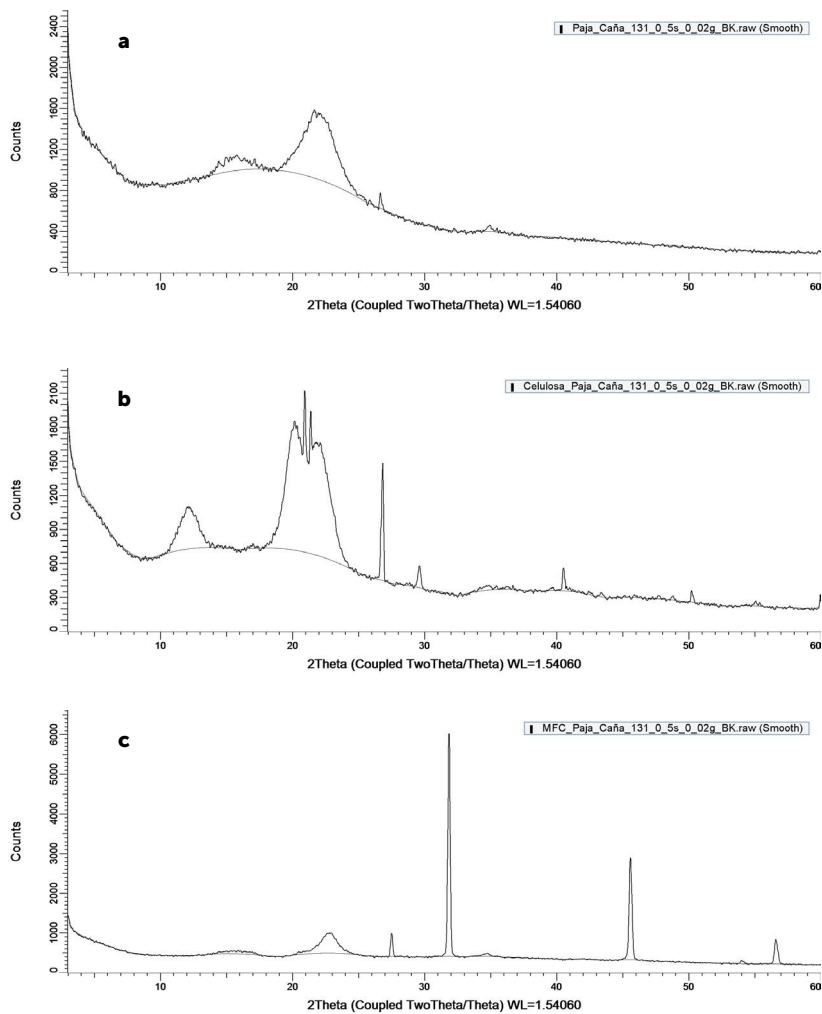 a
Paja_Caña_131_0_5s_0_02g_BK.raw (Smooth)
Counts
2400
2000
1600
1200
800
400
0
10 20 30 40 50 60
2Theta (Coupled TwoTheta/Theta) WL=1.54060
b
Celulosa_Paja_Caña_131_0_5s_0_02g_BK.raw (Smooth)
Counts
2100
1800
1500
1200
900
600
300
0
10 20 30 40 50 60
2Theta (Coupled TwoTheta/Theta) WL=1.54060
c
MFC_Paja_Caña_131_0_5s_0_02g_BK.raw (Smooth)
Counts
6000
5000
4000
3000
2000
1000
0
10 20 30 40 50 60
2Theta (Coupled TwoTheta/Theta) WL=1.54060